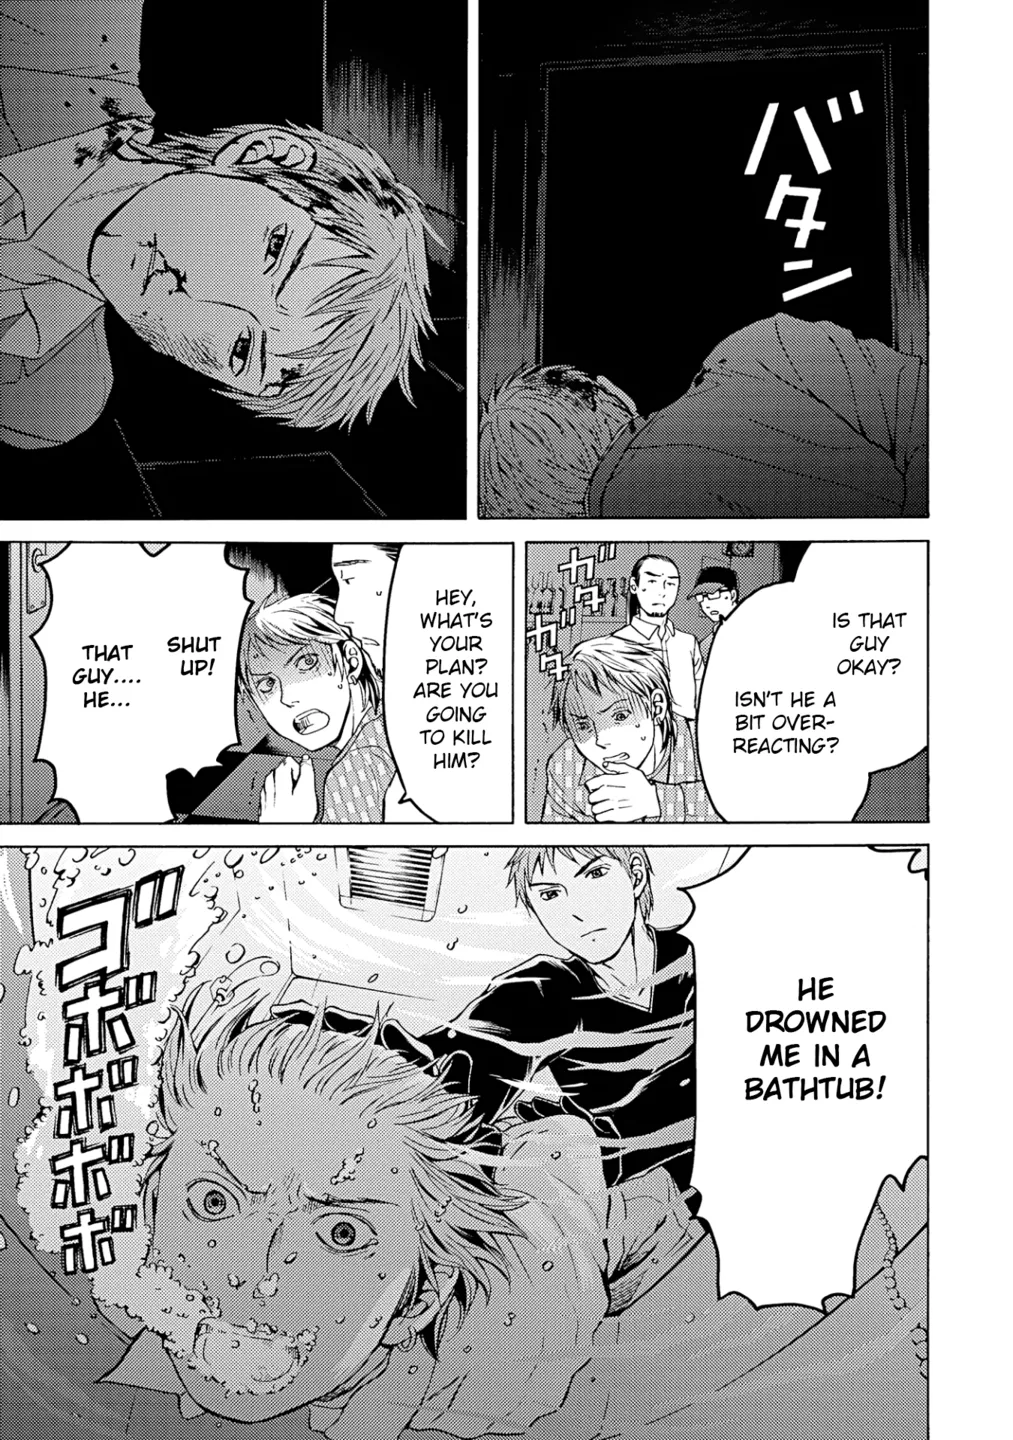 バタン
IS THAT
GUY
OKAY?
ISN'T HE A
BIT OVER-
REACTING?
ガタ
ガタ
HEY,
WHAT'S
YOUR
PLAN?
ARE YOU
GOING
TO KILL
HIM?
SHUT
UP!
THAT
GUY....
HE...
HE
DROWNED
ME IN A
BATHTUB!
ゴボボボボボ